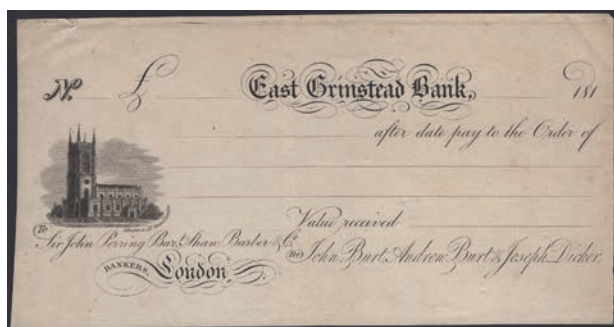 No. £ East Grinstead Bank, 181
after date pay to the Order of
Value received
To Sir John Perring Bart. Shaw, Barber & Co.
BANKERS, London
For John Burt, Andrew Burt & Joseph Dicker.